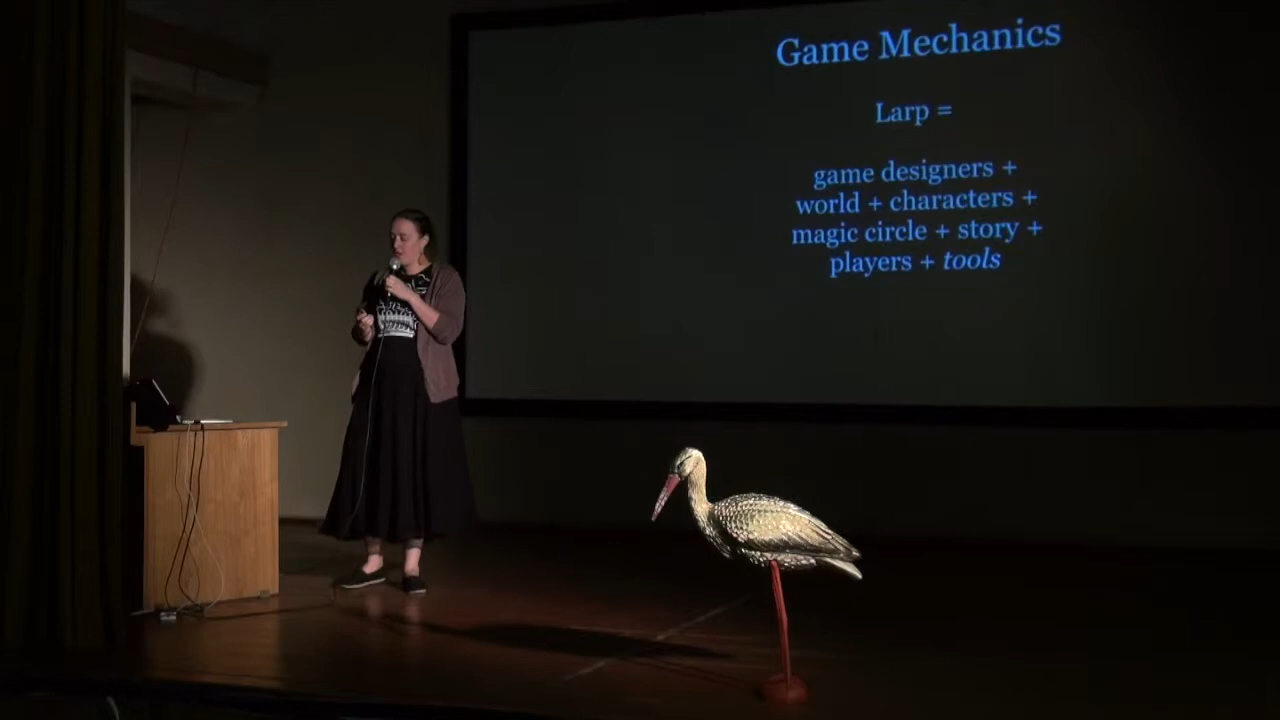 Game Mechanics
Larp =
game designers +
world + characters +
magic circle + story +
players + tools